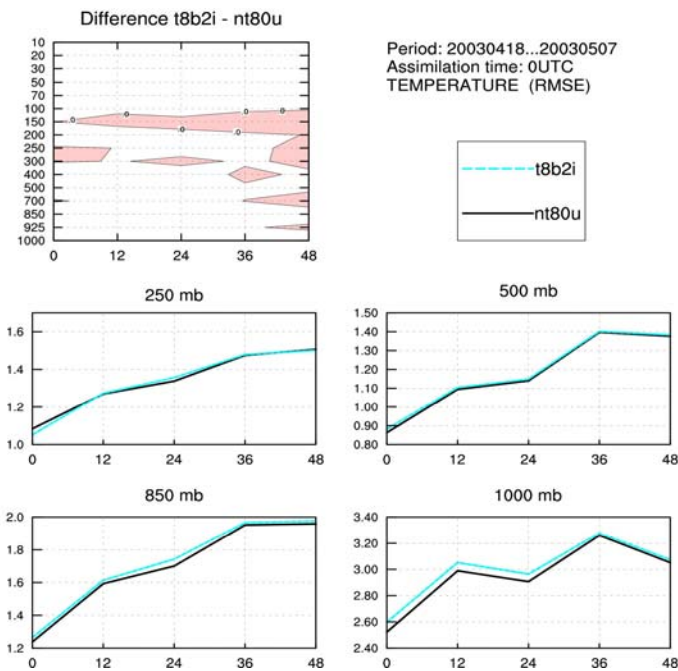 Difference t8b2i - nt80u
10
20
30
50
70
100
150
200
250
300
400
500
700
850
925
1000
0 0 0 0
.0 .0
0 12 24 36 48
Period: 20030418...20030507
Assimilation time: 0UTC
TEMPERATURE (RMSE)
t8b2i
nt80u
250 mb
1.6
1.4
1.2
1.0
0 12 24 36 48
500 mb
1.50
1.40
1.30
1.20
1.10
1.00
0.90
0.80
0 12 24 36 48
850 mb
2.0
1.8
1.6
1.4
1.2
0 12 24 36 48
1000 mb
3.40
3.20
3.00
2.80
2.60
2.40
0 12 24 36 48